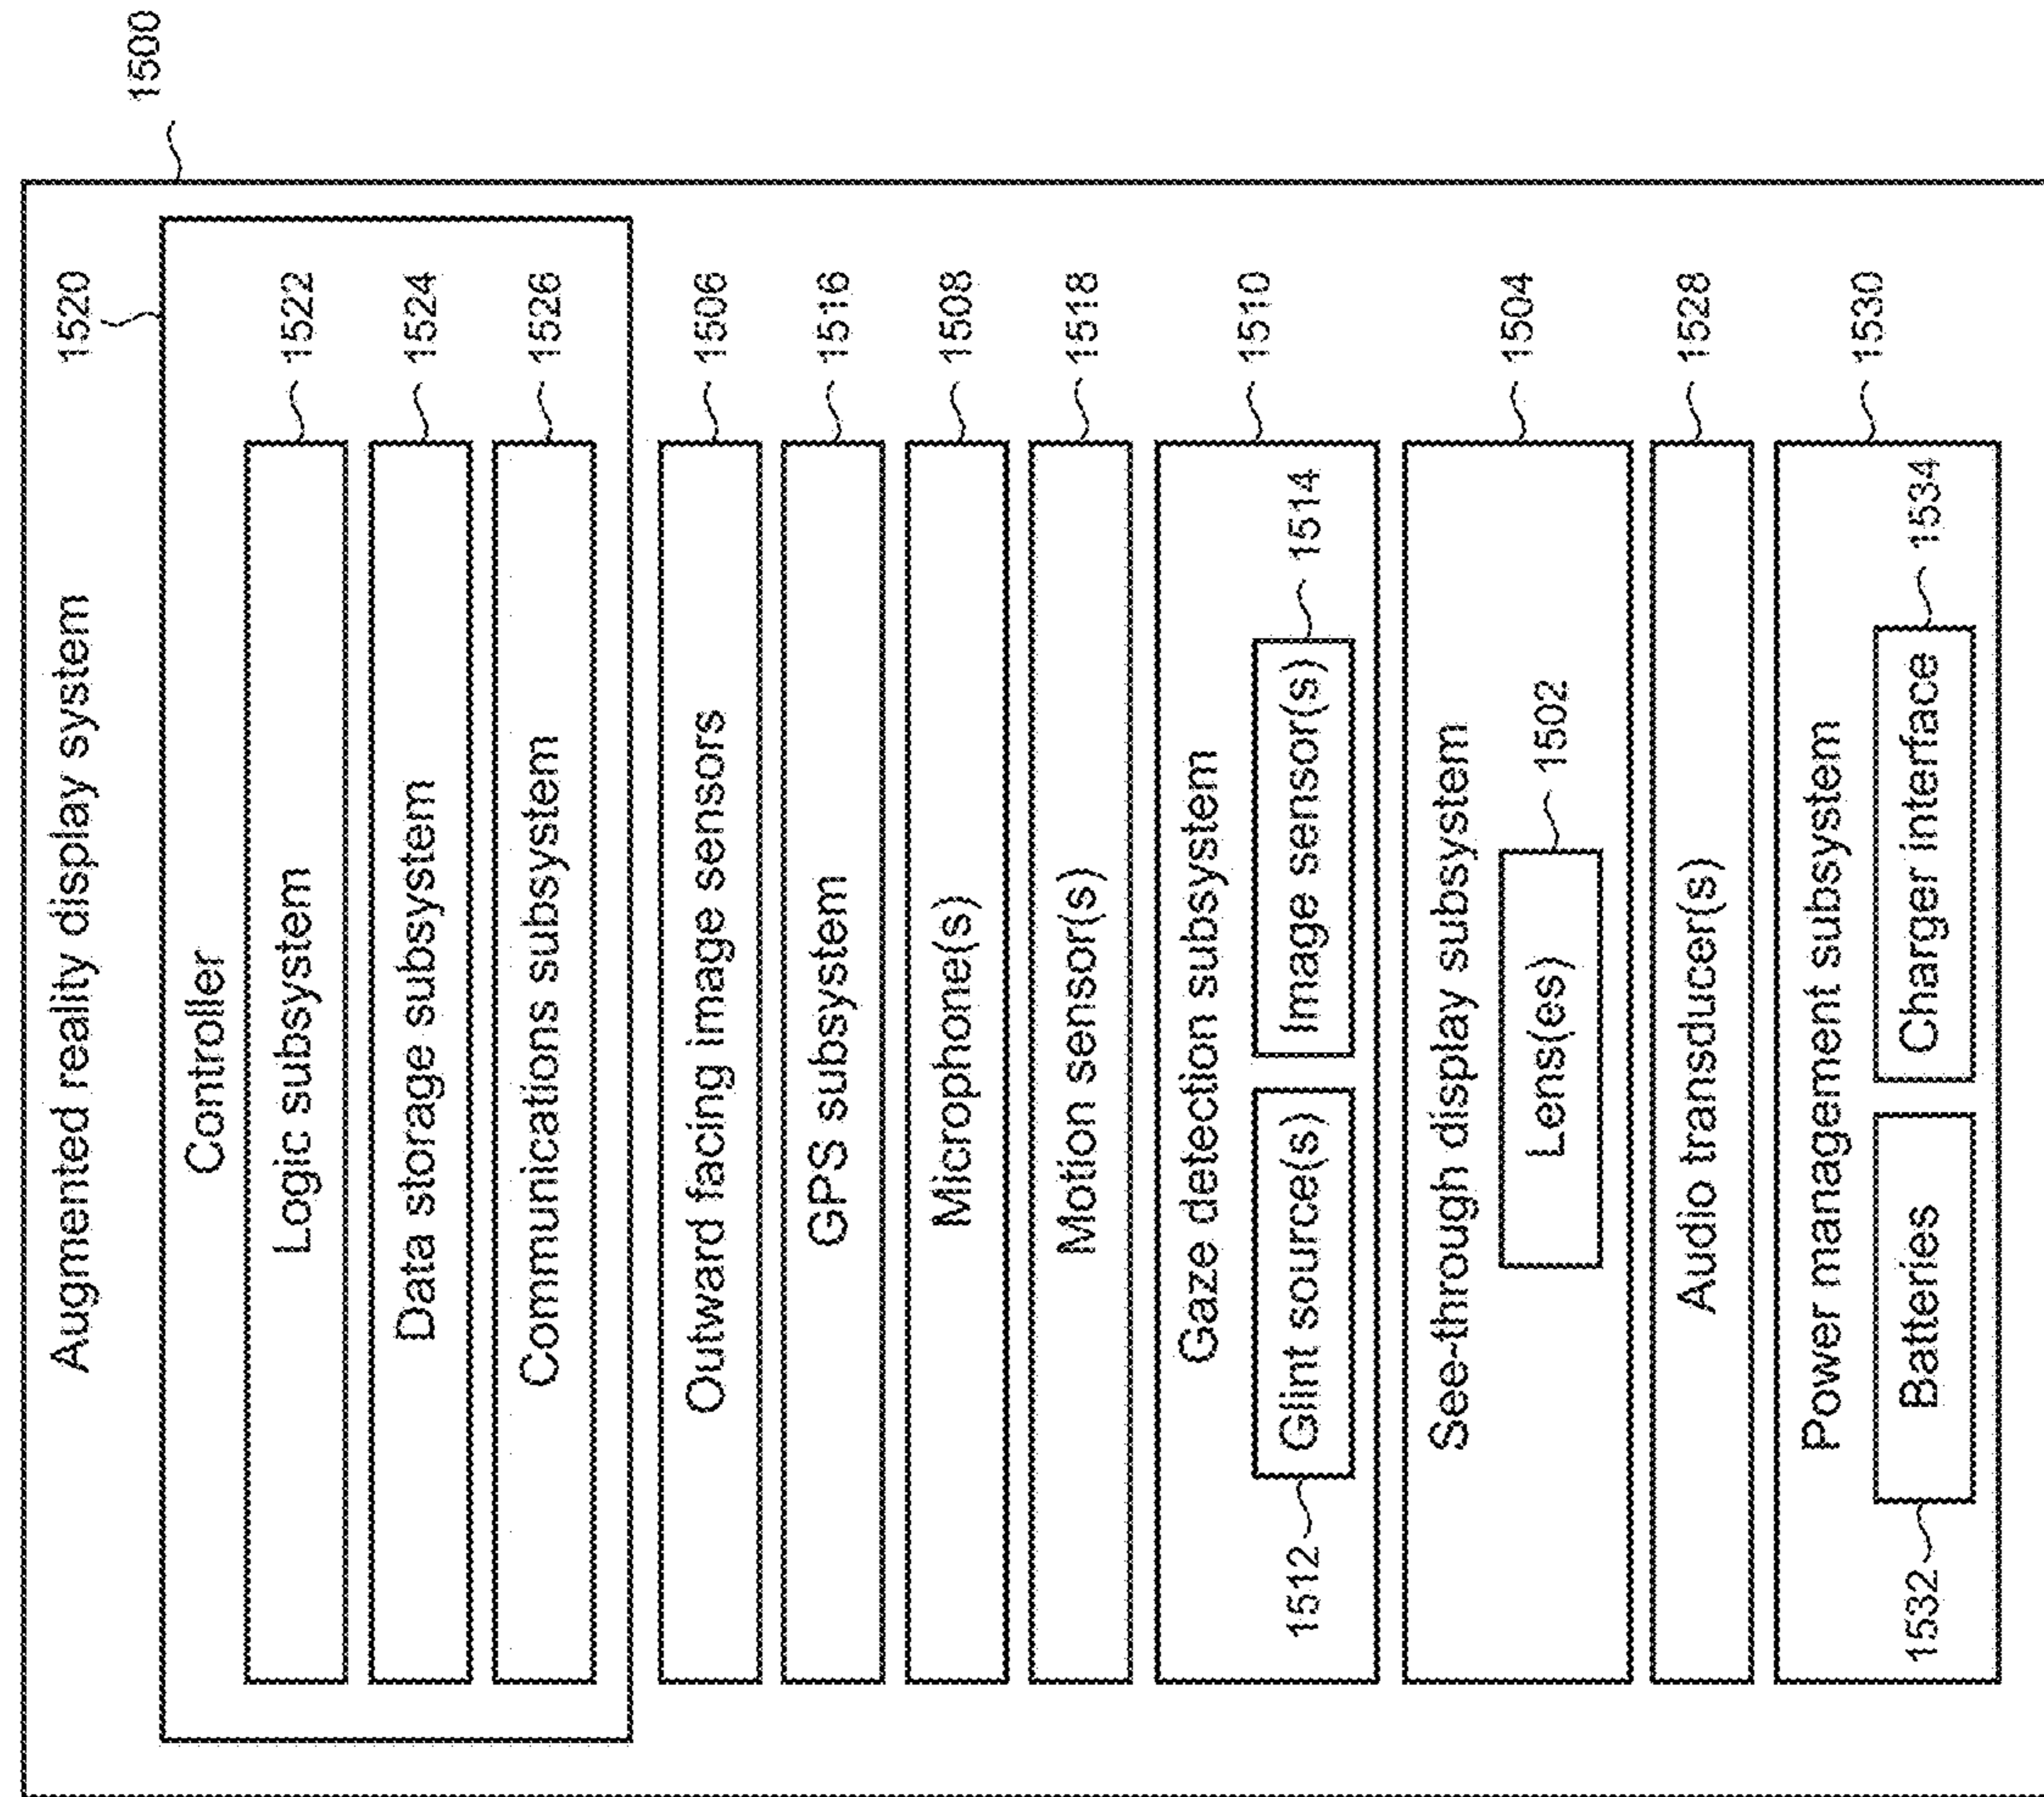 1500
Augmented reality display system
1520
Controller
Logic subsystem 1522
Data storage subsystem 1524
Communications subsystem 1526
Outward facing image sensors 1506
GPS subsystem 1516
Microphone(s) 1508
Motion sensor(s) 1518
Gaze detection subsystem 1510
1512 Glint source(s) Image sensor(s) 1514
See-through display subsystem 1504
Lens(es) 1502
Audio transducer(s) 1528
Power management subsystem 1530
1532 Batteries Charger interface 1534